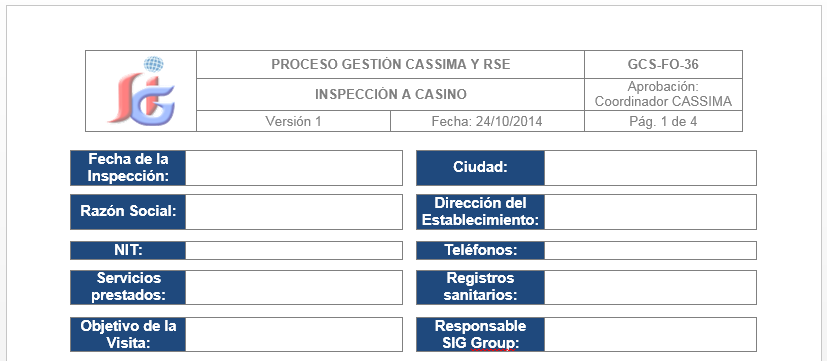 PROCESO GESTIÓN CASSIMA Y RSE
GCS-FO-36
INSPECCIÓN A CASINO
Aprobación:
Coordinador CASSIMA
Versión 1
Fecha: 24/10/2014
Pág. 1 de 4
Fecha de la
Inspección:
Ciudad:
Razón Social:
Dirección del
Establecimiento:
NIT:
Teléfonos:
Servicios
prestados:
Registros
sanitarios:
Objetivo de la
Visita:
Responsable
SIG Group: